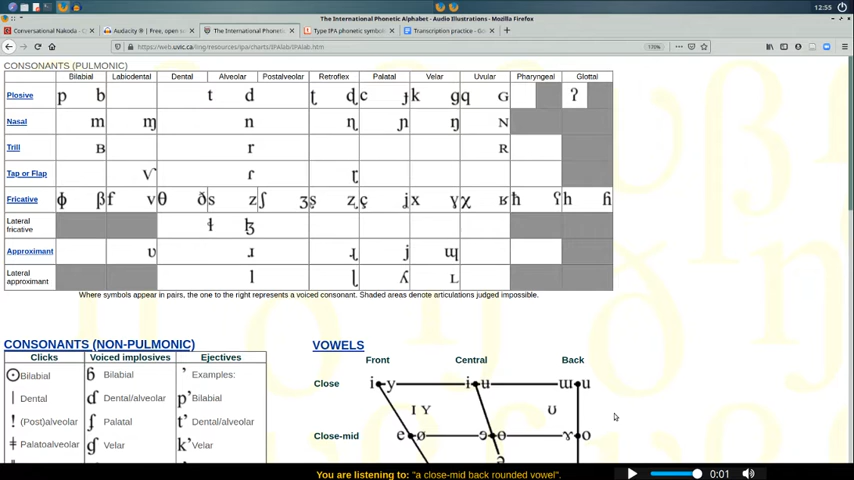 12:55
The International Phonetic Alphabet - Audio Illustrations - Mozilla Firefox
Conversational Nakoda - C
Audacity ® | Free, open so
The International Phonetic
Type IPA phonetic symbols
Transcription practice - Go
https://web.uvic.ca/ling/resources/ipa/charts/IPAlab/IPAlab.htm
170%
CONSONANTS (PULMONIC)
Bilabial Labiodental Dental Alveolar Postalveolar Retroflex Palatal Velar Uvular Pharyngeal Glottal
Plosive p b t d ʈ ɖ c ɟ k ɡ q ɢ ʔ
Nasal m ɱ n ɳ ɲ ŋ ɴ
Trill ʙ r ʀ
Tap or Flap ⱱ ɾ ɽ
Fricative ɸ β f v θ ð s z ʃ ʒ ʂ ʐ ç ʝ x ɣ χ ʁ ħ ʕ h ɦ
Lateral fricative ɬ ɮ
Approximant ʋ ɹ ɻ j ɰ
Lateral approximant l ɭ ʎ ʟ
Where symbols appear in pairs, the one to the right represents a voiced consonant. Shaded areas denote articulations judged impossible.
CONSONANTS (NON-PULMONIC)
Clicks Voiced implosives Ejectives
ʘ Bilabial ɓ Bilabial ’ Examples:
ǀ Dental ɗ Dental/alveolar p’ Bilabial
ǃ (Post)alveolar ʄ Palatal t’ Dental/alveolar
ǂ Palatoalveolar ɠ Velar k’ Velar
VOWELS
Front Central Back
Close i y ɨ ʉ ɯ u
ɪ ʏ ʊ
Close-mid e ø ɘ ɵ ɤ o
ə
You are listening to: "a close-mid back rounded vowel".
0:01